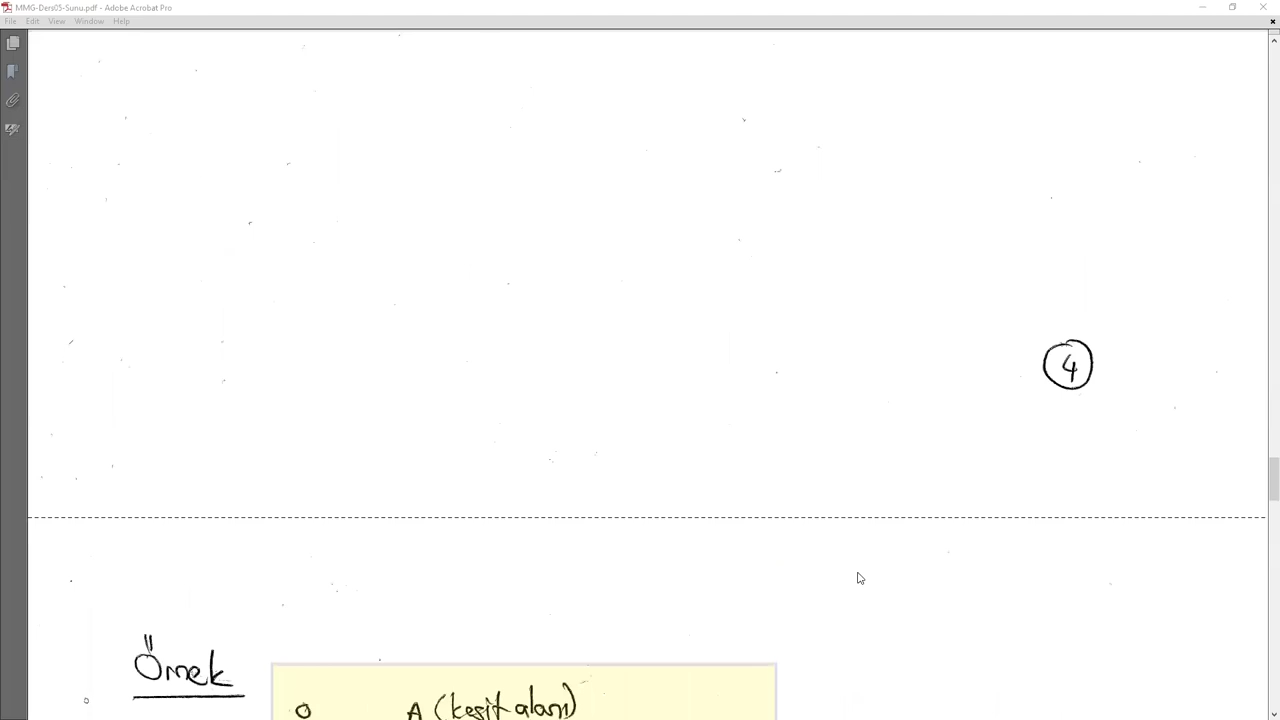 MMG-Ders05-Sunu.pdf - Adobe Acrobat Pro
File Edit View Window Help
4
Örnek
O A (kesit alanı)